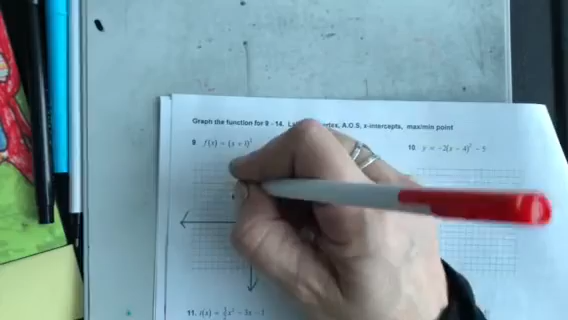 Graph the function for 9 - 14. vertex, A.O.S, x-intercepts, max/min point
9 f(x) = (x + 1)²
10 y = -2(x - 4)² - 5
11.